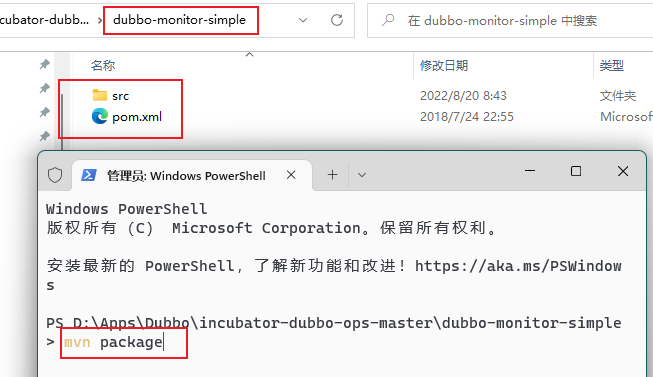 cubator-dubb... > dubbo-monitor-simple
在 dubbo-monitor-simple 中搜索
名称 修改日期 类型
src 2022/8/20 8:43 文件夹
pom.xml 2018/7/24 22:55 Microsof
管理员: Windows PowerShell
Windows PowerShell
版权所有 (C) Microsoft Corporation。保留所有权利。
安装最新的 PowerShell，了解新功能和改进！https://aka.ms/PSWindow
s
PS D:\Apps\Dubbo\incubator-dubbo-ops-master\dubbo-monitor-simple
> mvn package